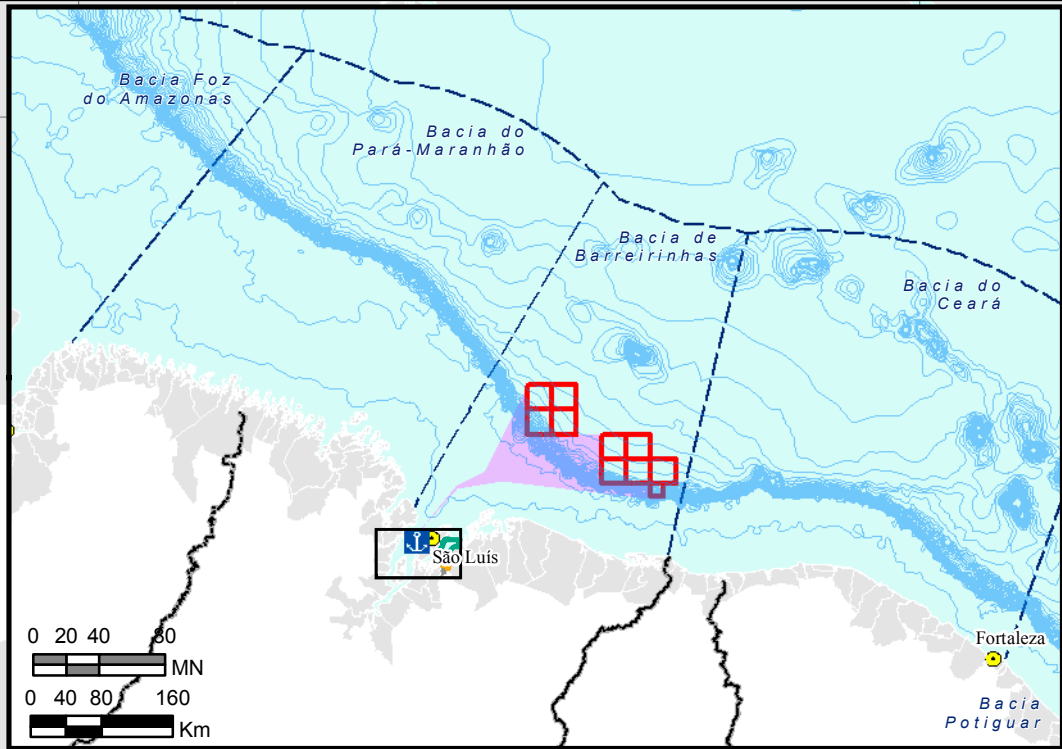 Bacia Foz
do Amazonas
Bacia do
Pará-Maranhão
Bacia de
Barreirinhas
Bacia do
Ceará
São Luís
Fortaleza
Bacia
Potiguar
0 20 40 80
MN
0 40 80 160
Km